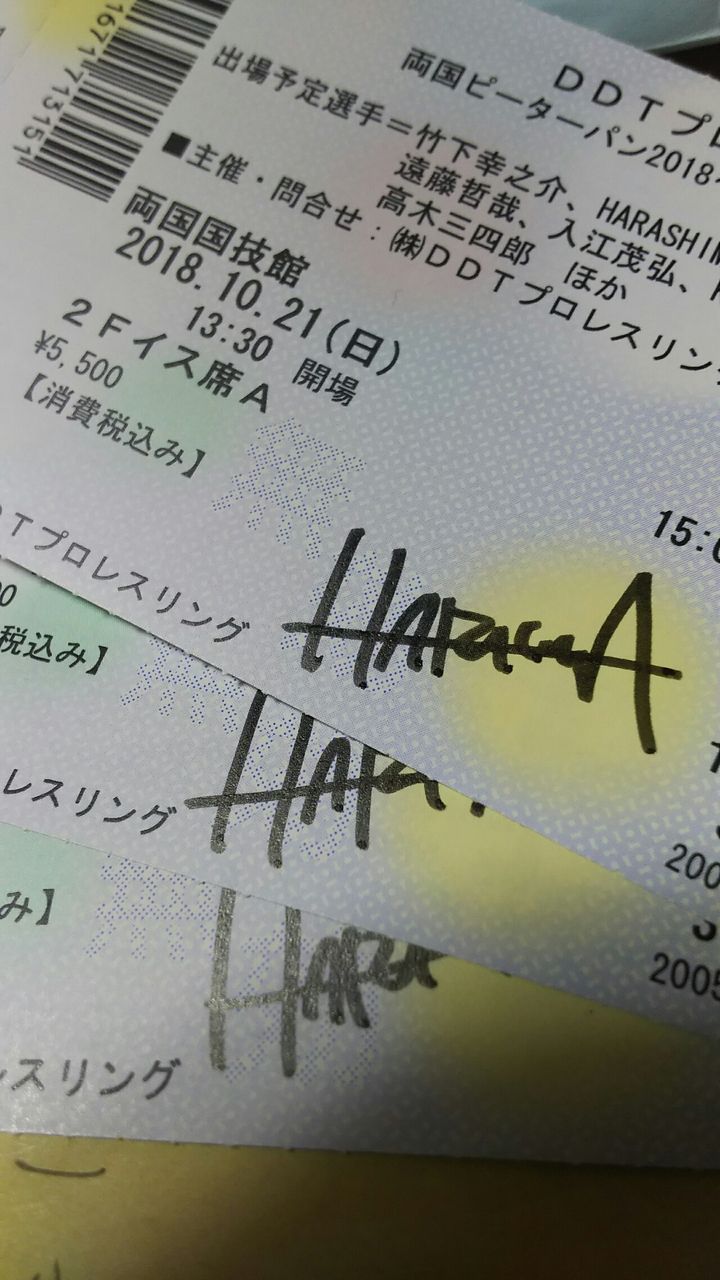 1671713151
DDTプロ
両国ピーターパン2018
出場予定選手=竹下幸之介、HARASHIM
遠藤哲哉、入江茂弘、
高木三四郎 ほか
■主催・問合せ:㈱DDTプロレスリン
両国国技館
2018.10.21(日)
13:30 開場
15:0
2Fイス席A
¥5,500
【消費税込み】
DTプロレスリング
税込み】
レスリング
200
み】
2005
レスリング